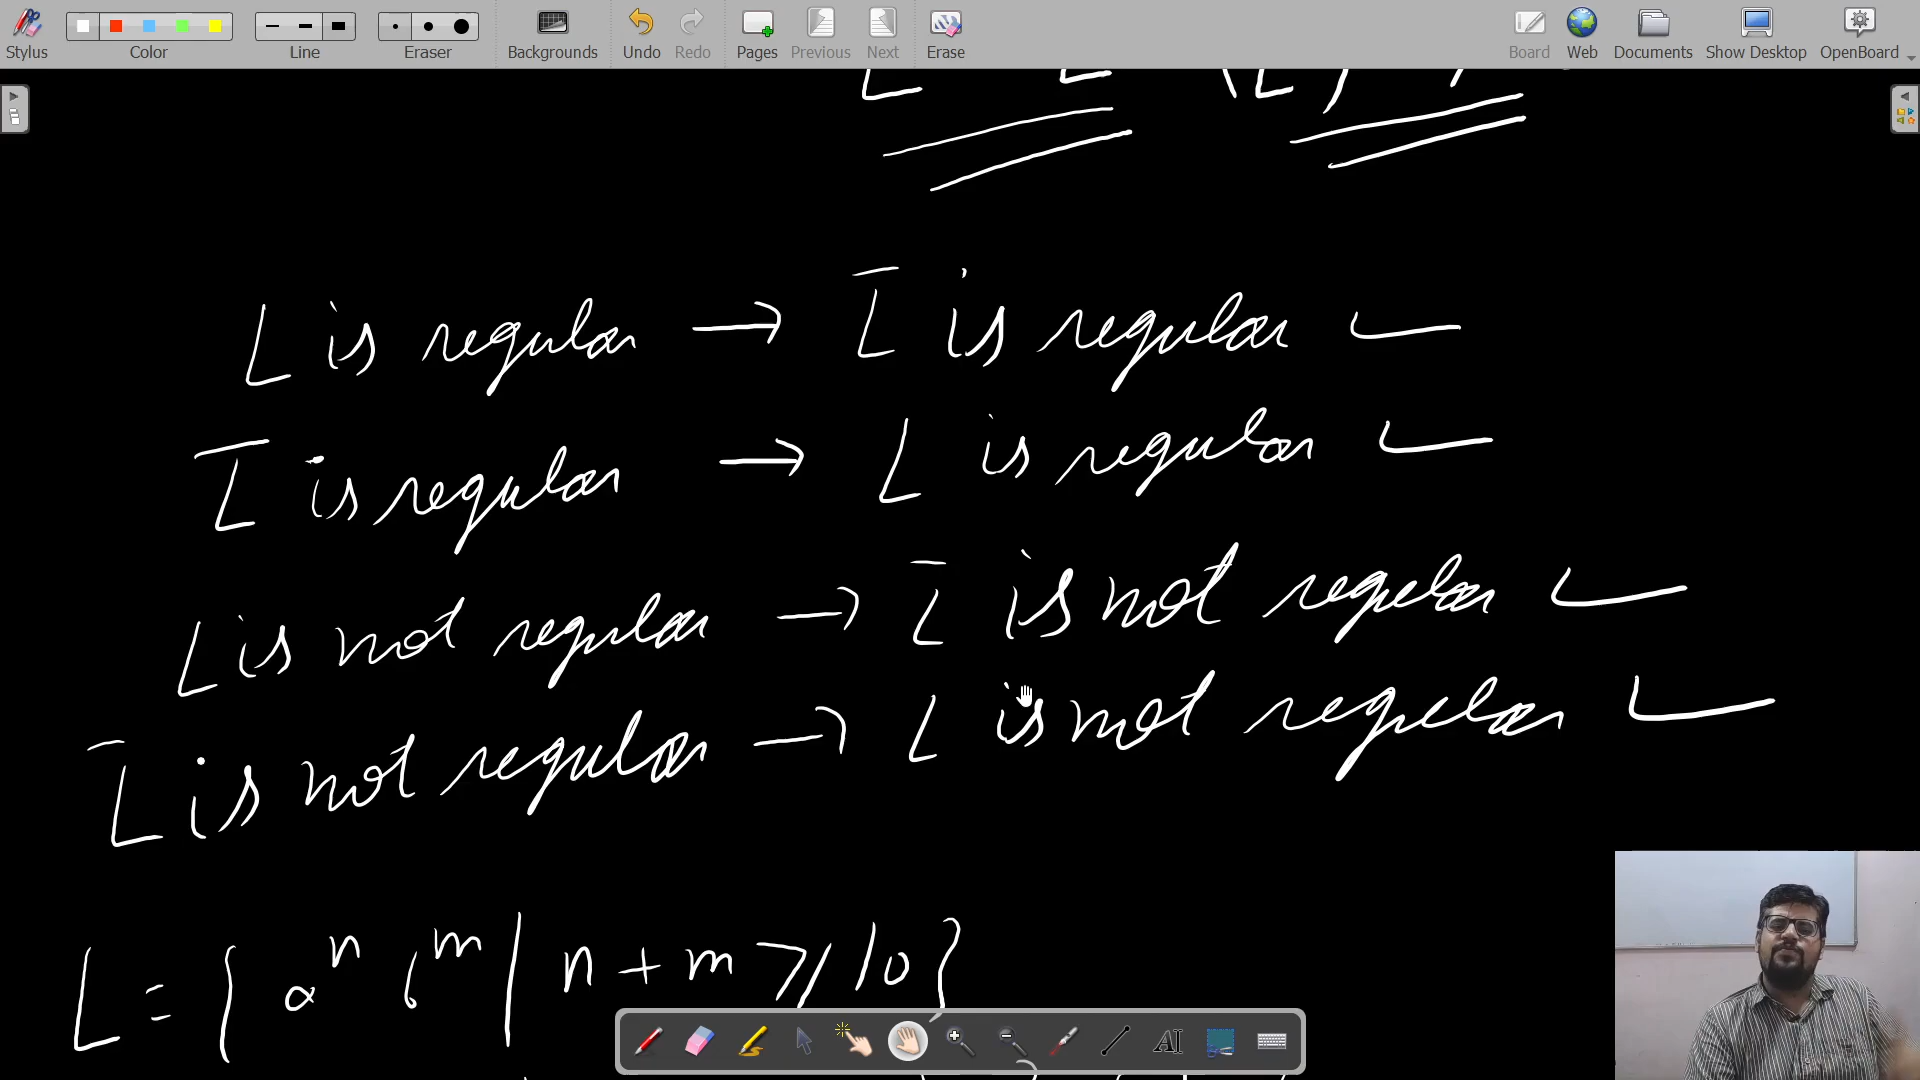 Stylus Color Line Eraser Backgrounds Undo Redo Pages Previous Next Erase Board Web Documents Show Desktop OpenBoard
L is regular → L̅ is regular ✓
L̅ is regular → L is regular ✓
L is not regular → L̅ is not regular ✓
L̅ is not regular → L is not regular ✓
L = { a^n b^m | n + m ≥ 10 }